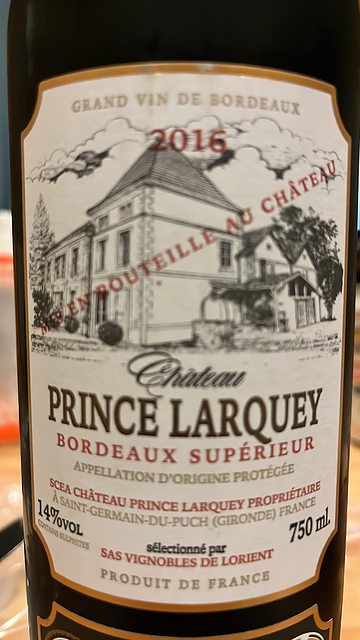 GRAND VIN DE BORDEAUX
2016
MIS EN BOUTEILLE AU CHÂTEAU
Château
PRINCE LARQUEY
BORDEAUX SUPÉRIEUR
APPELLATION D'ORIGINE PROTÉGÉE
SCEA CHÂTEAU PRINCE LARQUEY PROPRIÉTAIRE
À SAINT-GERMAIN-DU-PUCH (GIRONDE) FRANCE
14%VOL
CONTAINS SULPHITES
750 ml.
sélectionné par
SAS VIGNOBLES DE LORIENT
PRODUIT DE FRANCE